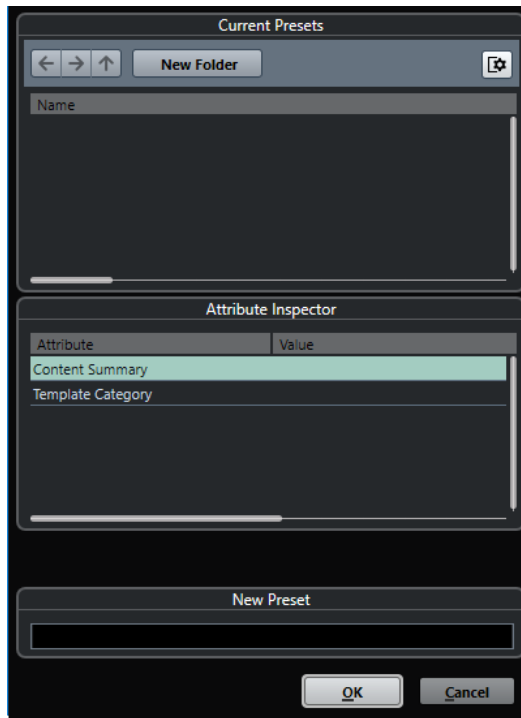 Current Presets
New Folder
Name
Attribute Inspector
Attribute Value
Content Summary
Template Category
New Preset
OK Cancel